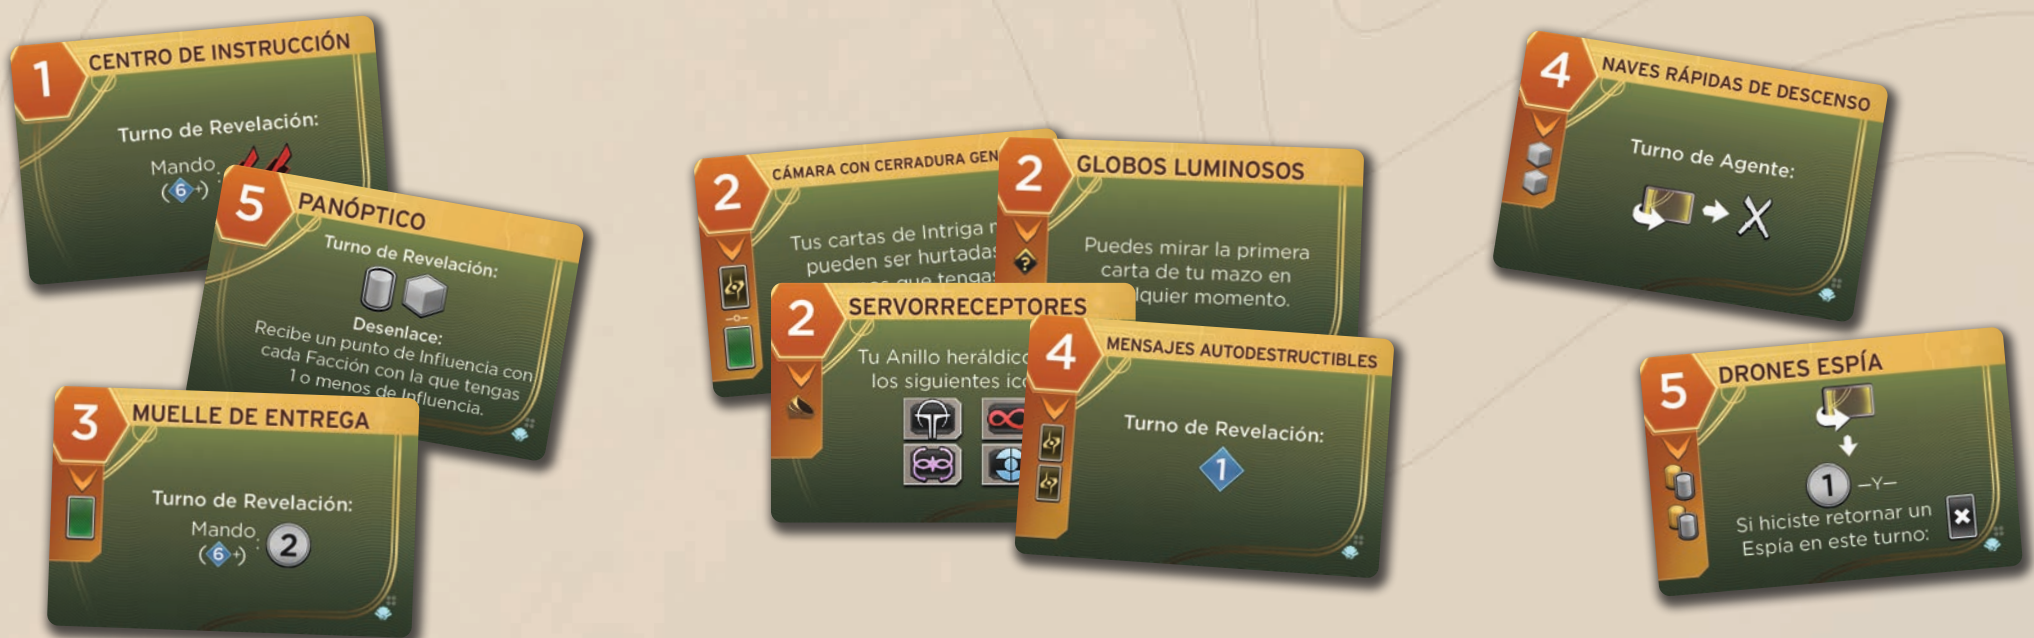 1
CENTRO DE INSTRUCCIÓN
Turno de Revelación:
Mando
(6+) :
5
PANÓPTICO
Turno de Revelación:
Desenlace:
Recibe un punto de Influencia con
cada Facción con la que tengas
1 o menos de Influencia.
3
MUELLE DE ENTREGA
Turno de Revelación:
Mando
(6+) : 2
2
CÁMARA CON CERRADURA
Tus cartas de Intriga
pueden ser hurtadas
que tengas
2
GLOBOS LUMINOSOS
?
Puedes mirar la primera
carta de tu mazo en
momento.
2
SERVORRECEPTORES
Tu Anillo heráldico
los siguientes
4
MENSAJES AUTODESTRUCTIBLES
Turno de Revelación:
1
4
NAVES RÁPIDAS DE DESCENSO
Turno de Agente:
5
DRONES ESPÍA
1 –Y–
Si hiciste retornar un
Espía en este turno: